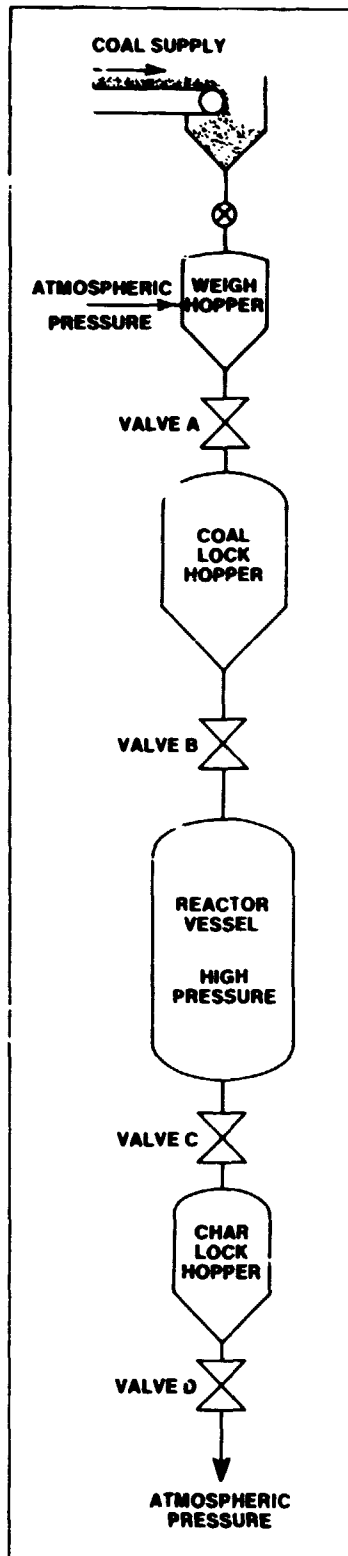 COAL SUPPLY
WEIGH
HOPPER
ATMOSPHERIC
PRESSURE
VALVE A
COAL
LOCK
HOPPER
VALVE B
REACTOR
VESSEL
HIGH
PRESSURE
VALVE C
CHAR
LOCK
HOPPER
VALVE D
ATMOSPHERIC
PRESSURE